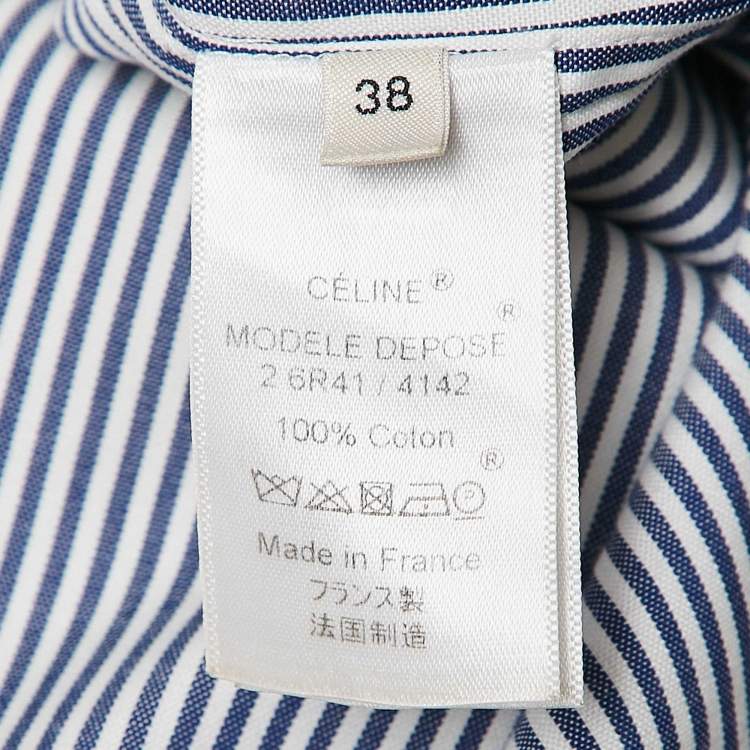 38
CÉLINE®
MODELE DEPOSE®
2 6R41 / 4142
100% Coton
®
P
Made in France
フランス製
法国制造